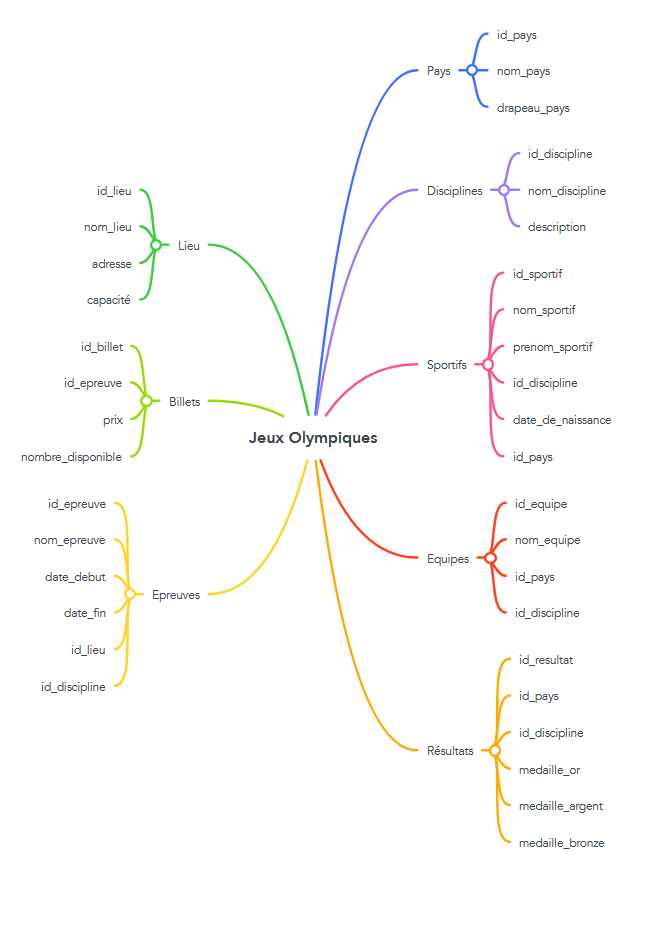 Jeux Olympiques
Pays
id_pays
nom_pays
drapeau_pays
Disciplines
id_discipline
nom_discipline
description
Sportifs
id_sportif
nom_sportif
prenom_sportif
id_discipline
date_de_naissance
id_pays
Equipes
id_equipe
nom_equipe
id_pays
id_discipline
Résultats
id_resultat
id_pays
id_discipline
medaille_or
medaille_argent
medaille_bronze
Lieu
id_lieu
nom_lieu
adresse
capacité
Billets
id_billet
id_epreuve
prix
nombre_disponible
Epreuves
id_epreuve
nom_epreuve
date_debut
date_fin
id_lieu
id_discipline